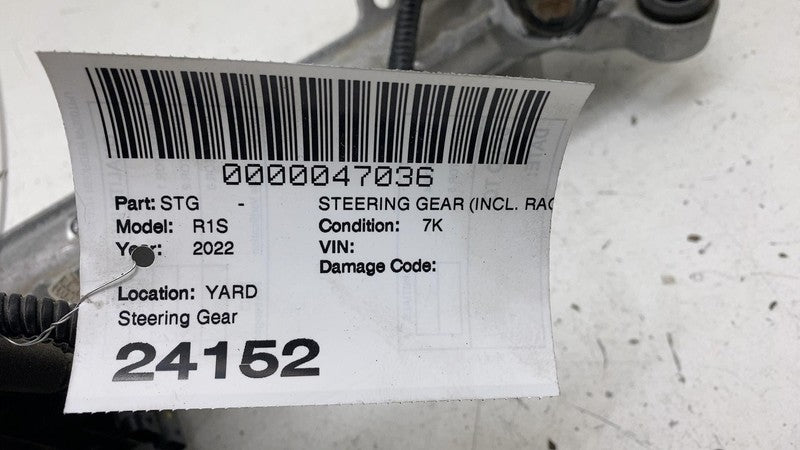 0000047036
Part: STG - STEERING GEAR (INCL. RAC
Model: R1S Condition: 7K
Year: 2022 VIN:
Damage Code:
Location: YARD
Steering Gear
24152